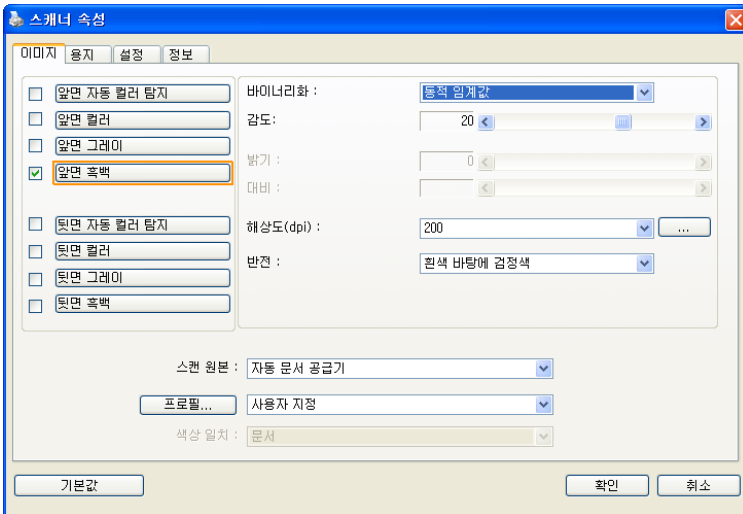 스캐너 속성
이미지 용지 설정 정보
앞면 자동 컬러 탐지
앞면 컬러
앞면 그레이
앞면 흑백
뒷면 자동 컬러 탐지
뒷면 컬러
뒷면 그레이
뒷면 흑백
바이너리화 : 동적 임계값
감도: 20
밝기 : 0
대비 :
해상도(dpi) : 200 ...
반전 : 흰색 바탕에 검정색
스캔 원본 : 자동 문서 공급기
프로필... 사용자 지정
색상 일치 : 문서
기본값 확인 취소